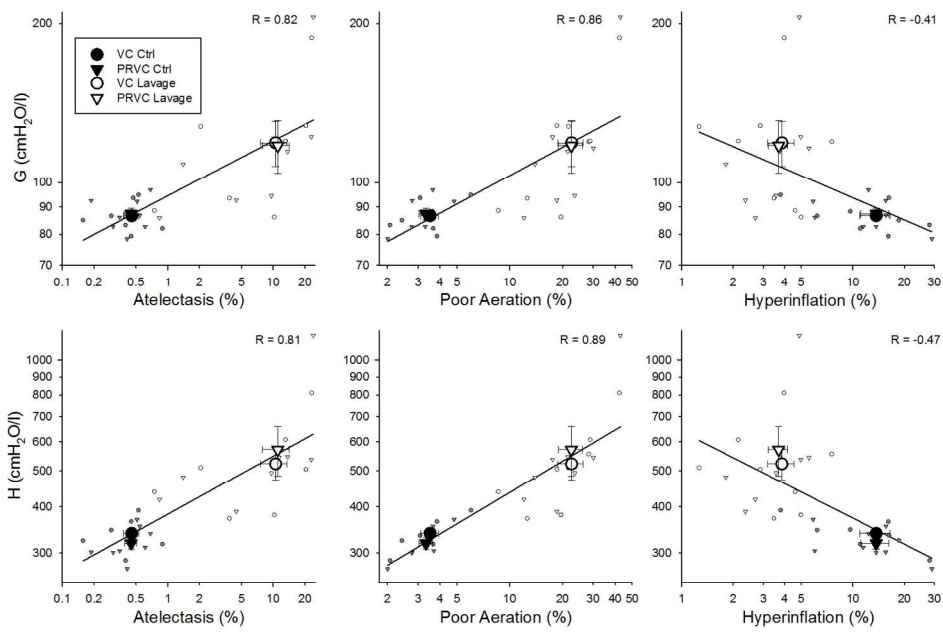 R = 0.82
R = 0.86
R = -0.41
VC Ctrl
PRVC Ctrl
VC Lavage
PRVC Lavage
G (cmH2O/l)
200
100
90
80
70
0.1 0.2 0.5 1 2 5 10 20
Atelectasis (%)
2 3 4 5 6 10 20 30 40 50
Poor Aeration (%)
1 2 3 4 5 6 10 20 30
Hyperinflation (%)
R = 0.81
R = 0.89
R = -0.47
H (cmH2O/l)
1000
900
800
700
600
500
400
300
0.1 0.2 0.5 1 2 5 10 20
Atelectasis (%)
2 3 4 5 6 10 20 30 40 50
Poor Aeration (%)
1 2 3 4 5 6 10 20 30
Hyperinflation (%)